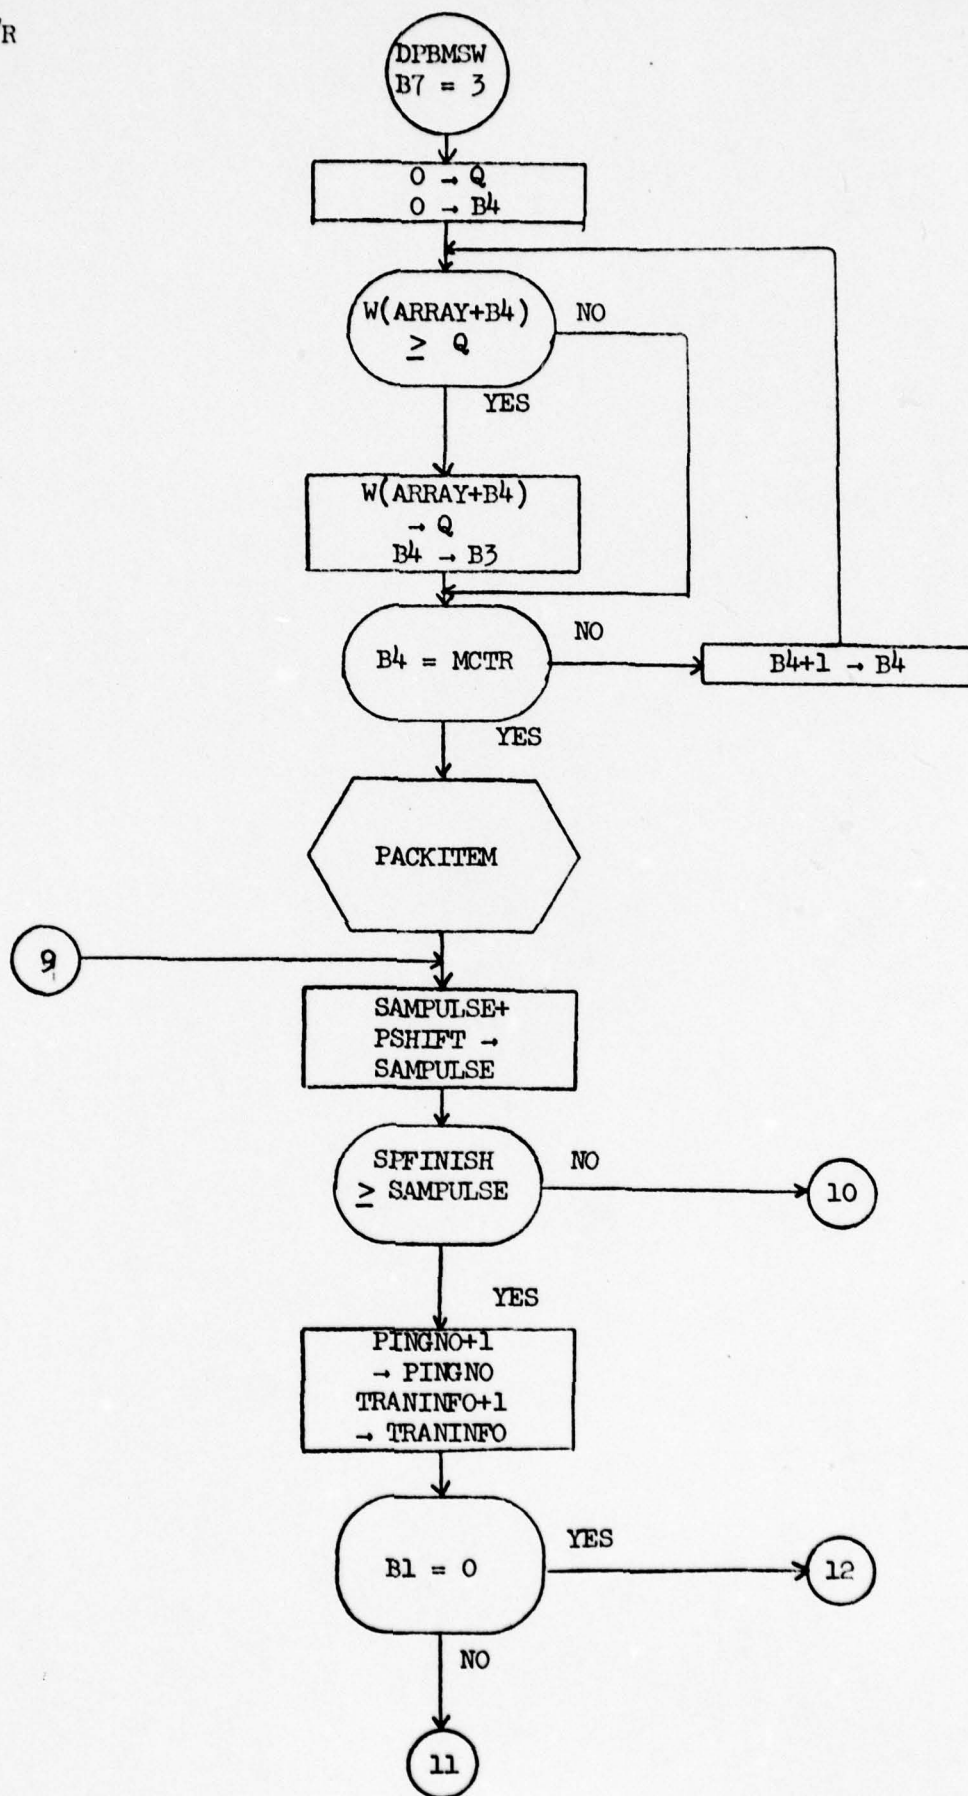 R
DPBMSW
B7 = 3
0 → Q
0 → B4
W(ARRAY+B4)
≥ Q
NO
YES
W(ARRAY+B4)
→ Q
B4 → B3
B4 = MCTR
NO
B4+1 → B4
YES
PACKITEM
9
SAMPULSE+
PSHIFT →
SAMPULSE
SPFINISH
≥ SAMPULSE
NO
10
YES
PINGNO+1
→ PINGNO
TRANINFO+1
→ TRANINFO
B1 = 0
YES
12
NO
11